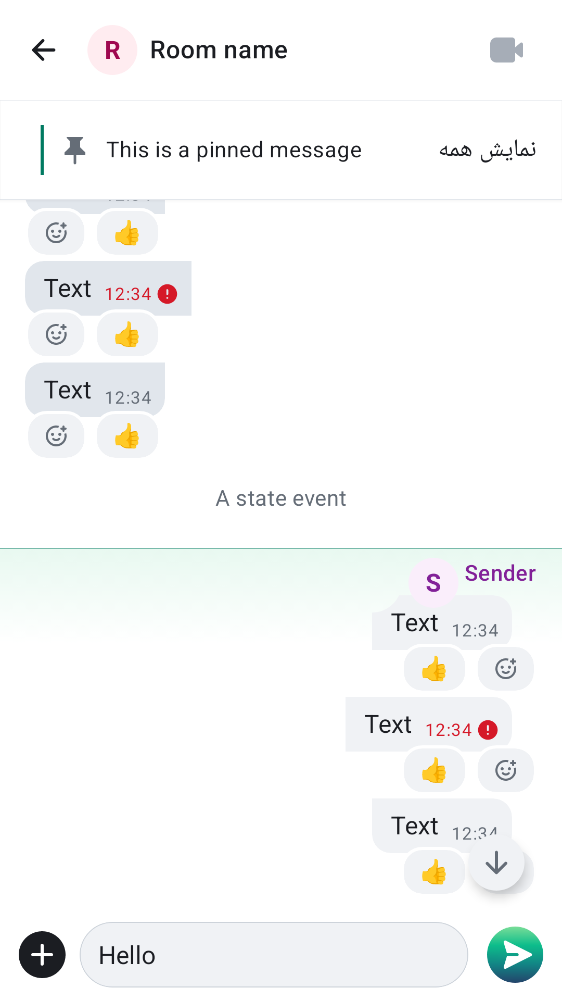 R Room name
This is a pinned message نمایش همه
Text 12:34
Text 12:34
A state event
S Sender
Text 12:34
Text 12:34
Text 12:34
Hello